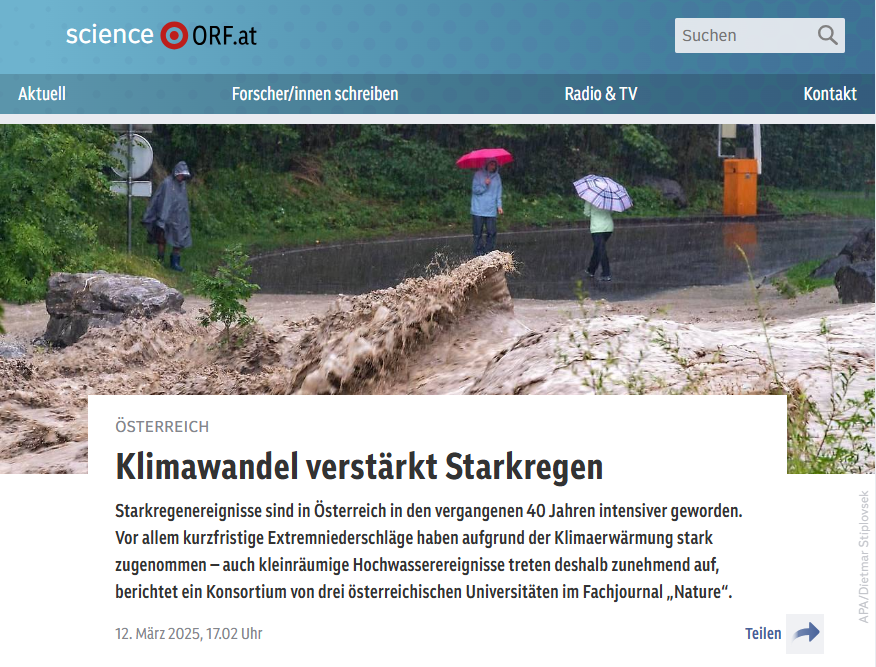 science ORF.at
Suchen
Aktuell
Forscher/innen schreiben
Radio & TV
Kontakt
ÖSTERREICH
Klimawandel verstärkt Starkregen
Starkregenereignisse sind in Österreich in den vergangenen 40 Jahren intensiver geworden.
Vor allem kurzfristige Extremniederschläge haben aufgrund der Klimaerwärmung stark
zugenommen – auch kleinräumige Hochwasserereignisse treten deshalb zunehmend auf,
berichtet ein Konsortium von drei österreichischen Universitäten im Fachjournal „Nature“.
12. März 2025, 17.02 Uhr
Teilen
APA/Dietmar Stiplovsek